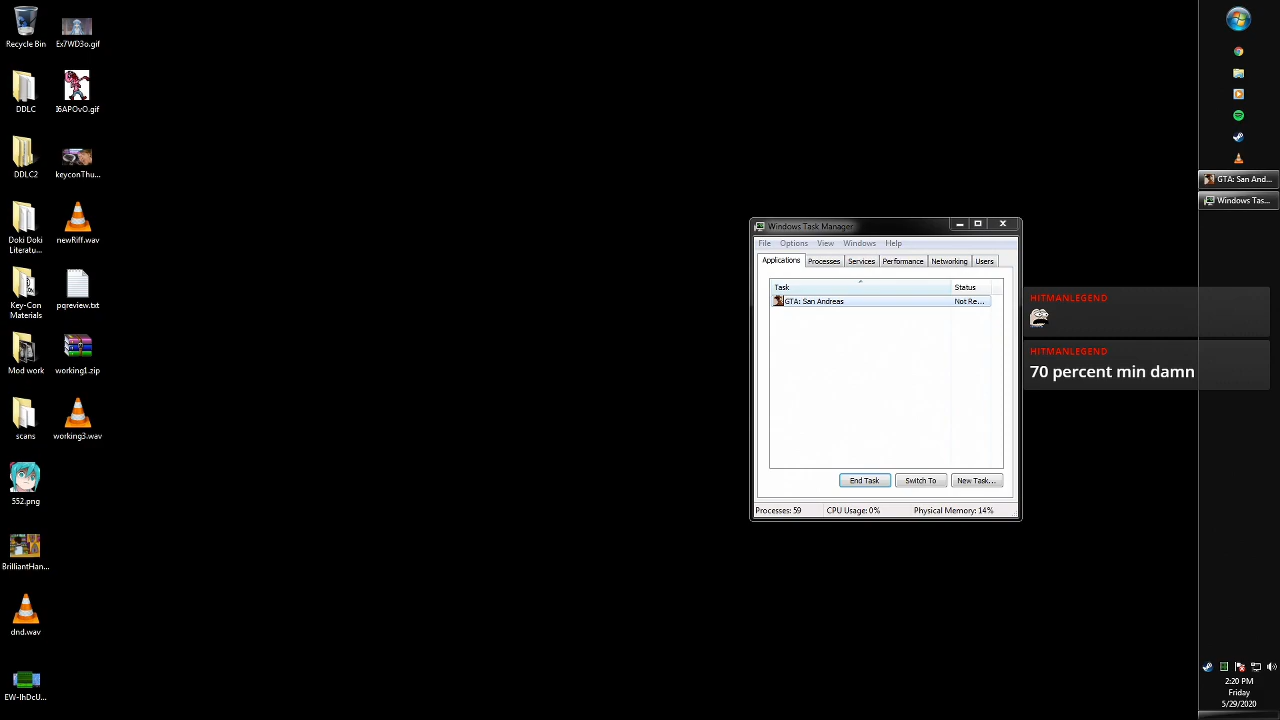 Recycle Bin
Ex7WD3o.gif
DDLC
I6APOvO.gif
DDLC2
keyconThu...
Doki Doki
Literatu...
newRiff.wav
Key-Con
Materials
pqreview.txt
Mod work
working1.zip
scans
working3.wav
552.png
BrilliantHan...
dnd.wav
EW-IhDcU...
Windows Task Manager
File Options View Windows Help
Applications Processes Services Performance Networking Users
Task Status
GTA: San Andreas Not Re...
End Task Switch To New Task...
Processes: 59 CPU Usage: 0% Physical Memory: 14%
HITMANLEGEND
HITMANLEGEND
70 percent min damn
GTA: San And...
Windows Tas...
2:20 PM
Friday
5/29/2020